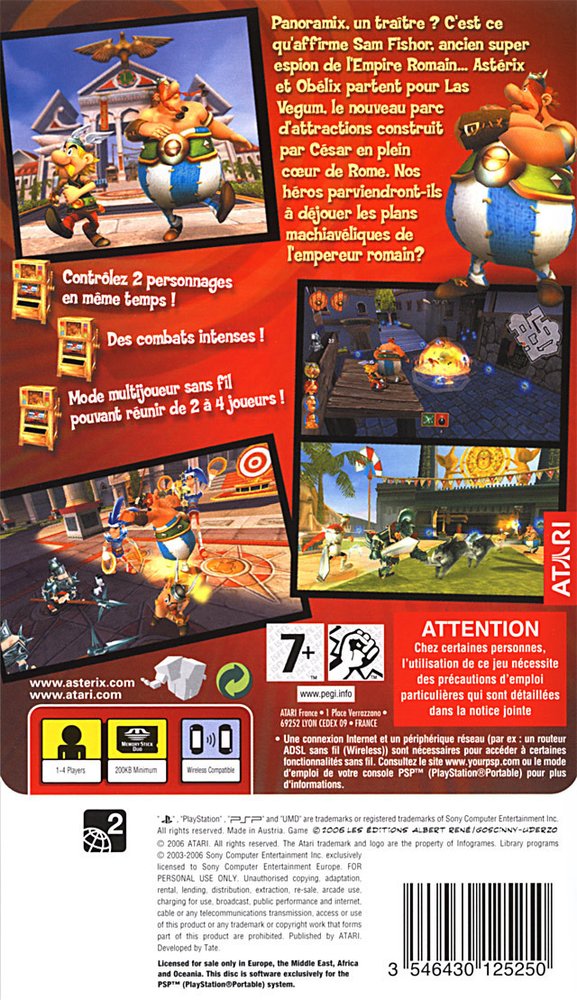 Panoramix, un traître ? C'est ce
qu'affirme Sam Fishor, ancien super
espion de l'Empire Romain... Astérix
et Obélix partent pour Las
Vegum, le nouveau parc
d'attractions construit
par César en plein
cœur de Rome. Nos
héros parviendront-ils
à déjouer les plans
machiavéliques de
l'empereur romain?
Contrôlez 2 personnages
en même temps !
Des combats intenses !
Mode multijoueur sans fil
pouvant réunir de 2 à 4 joueurs !
ATARI
www.asterix.com
www.atari.com
7+
TM
TM
www.pegi.info
ATARI France • 1 Place Verrazzano •
69252 LYON CEDEX 09 • FRANCE
ATTENTION
Chez certaines personnes,
l'utilisation de ce jeu nécessite
des précautions d'emploi
particulières qui sont détaillées
dans la notice jointe
1-4 Players
MEMORY STICK
DUO
200KB Minimum
Wireless Compatible
• Une connexion Internet et un périphérique réseau (par ex : un routeur
ADSL sans fil (Wireless)) sont nécessaires pour accéder à certaines
fonctionnalités sans fil. Consultez le site www.yourpsp.com ou le mode
d'emploi de votre console PSP™ (PlayStation®Portable) pour plus
d'informations.
2
" ", "PlayStation", "PSP" and "UMD" are trademarks or registered trademarks of Sony Computer Entertainment Inc.
All rights reserved. Made in Austria. Game © 2006 LES ÉDITIONS ALBERT RENÉ/GOSCINNY-UDERZO
© 2006 ATARI. All rights reserved. The Atari trademark and logo are the property of Infogrames. Library programs
© 2003-2006 Sony Computer Entertainment Inc. exclusively
licensed to Sony Computer Entertainment Europe. FOR
PERSONAL USE ONLY. Unauthorised copying, adaptation,
rental, lending, distribution, extraction, re-sale, arcade use,
charging for use, broadcast, public performance and internet,
cable or any telecommunications transmission, access or use
of this product or any trademark or copyright work that forms
part of this product are prohibited. Published by ATARI.
Developed by Tate.
Licensed for sale only in Europe, the Middle East, Africa
and Oceania. This disc is software exclusively for the
PSP™ (PlayStation®Portable) system.
3 546430 125250